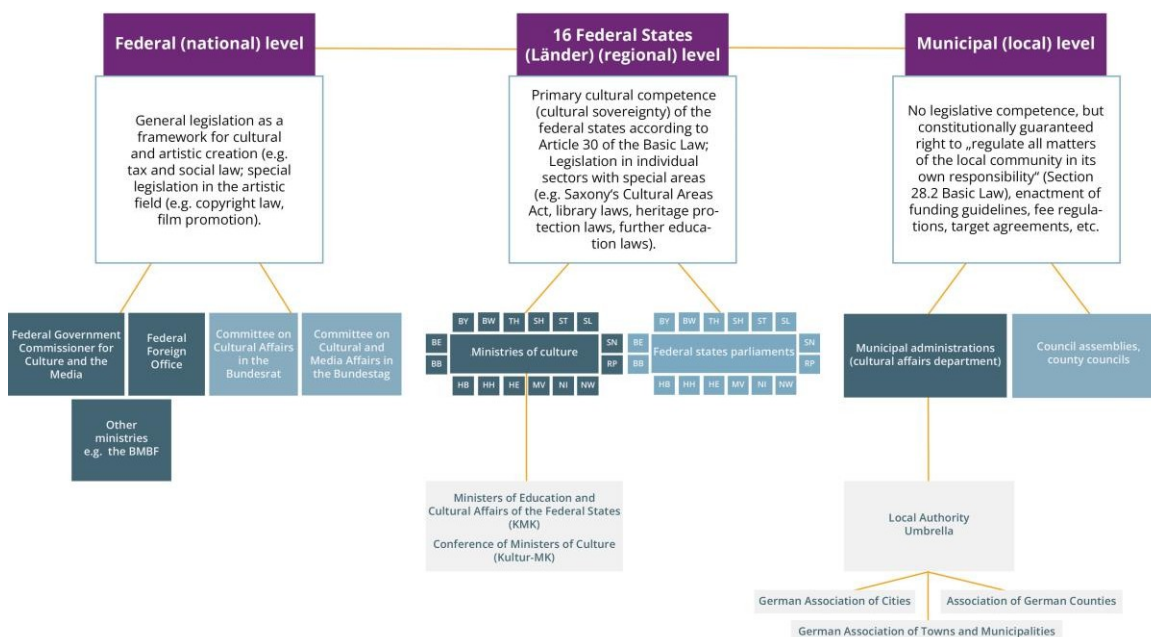 Federal (national) level
General legislation as a
framework for cultural
and artistic creation (e.g.
tax and social law; special
legislation in the artistic
field (e.g. copyright law,
film promotion).
Federal Government
Commissioner for
Culture and the
Media
Federal
Foreign
Office
Committee on
Cultural Affairs
in the
Bundesrat
Committee on
Cultural and
Media Affairs in
the Bundestag
Other
ministries
e.g. the BMBF
16 Federal States
(Länder) (regional) level
Primary cultural competence
(cultural sovereignty) of the
federal states according to
Article 30 of the Basic Law;
Legislation in individual
sectors with special areas
(e.g. Saxony's Cultural Areas
Act, library laws, heritage pro-
tection laws, further educa-
tion laws).
BY BW TH SH ST SL
BE SN
Ministries of culture
BB RP
HB HH HE MV NI NW
BY BW TH SH ST SL
BE SN
Federal states parliaments
BB RP
HB HH HE MV NI NW
Ministers of Education and
Cultural Affairs of the Federal States
(KMK)
Conference of Ministers of Culture
(Kultur-MK)
Municipal (local) level
No legislative competence, but
constitutionally guaranteed
right to „regulate all matters
of the local community in its
own responsibility“ (Section
28.2 Basic Law), enactment of
funding guidelines, fee regula-
tions, target agreements, etc.
Municipal administrations
(cultural affairs department)
Council assemblies,
county councils
Local Authority
Umbrella
German Association of Cities
Association of German Counties
German Association of Towns and Municipalities